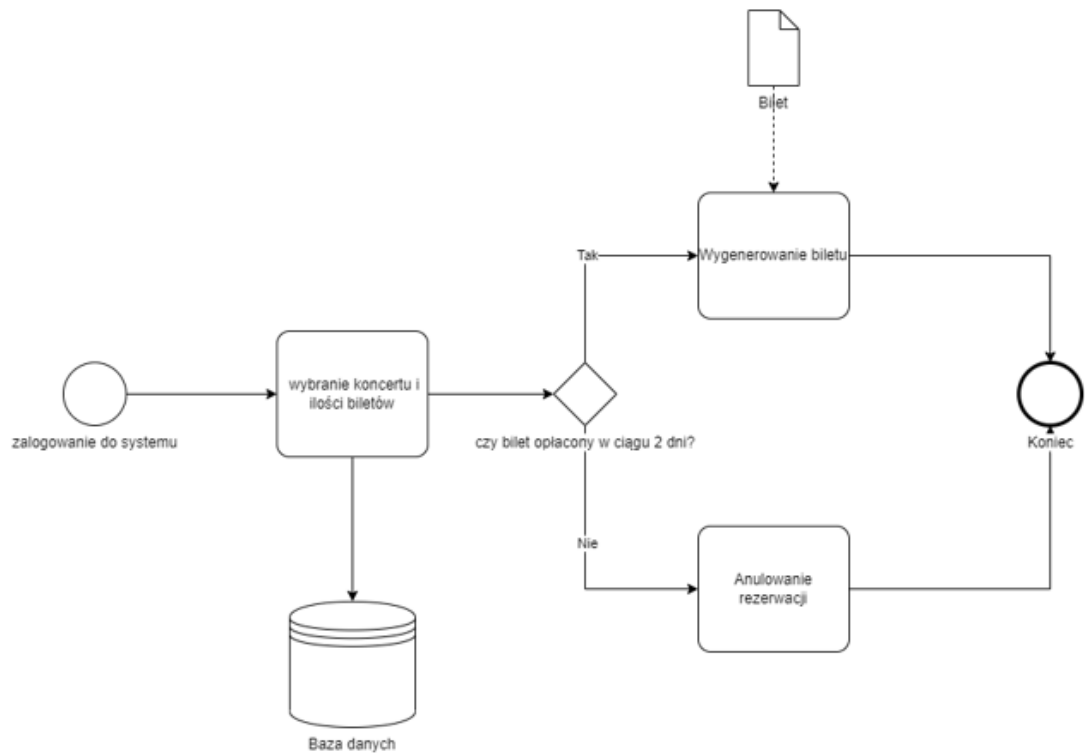 Bilet
Tak
Wygenerowanie biletu
wybranie koncertu i
ilości biletów
zalogowanie do systemu
czy bilet opłacony w ciągu 2 dni?
Koniec
Nie
Anulowanie
rezerwacji
Baza danych